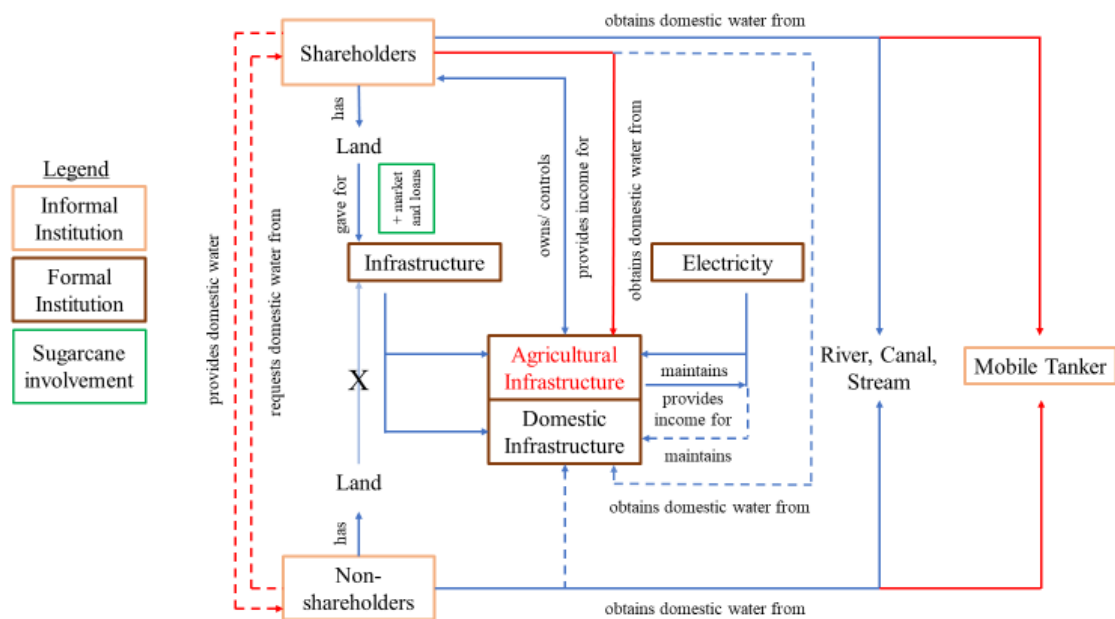 obtains domestic water from
Shareholders
has
Land
gave for
+ market
and loans
Legend
Informal
Institution
Formal
Institution
Sugarcane
involvement
provides domestic water
requests domestic water from
owns/ controls
provides income for
obtains domestic water from
Infrastructure
Electricity
Agricultural
Infrastructure
maintains
provides
income for
Domestic
Infrastructure
maintains
River, Canal,
Stream
Mobile Tanker
X
Land
obtains domestic water from
has
Non-
shareholders
obtains domestic water from